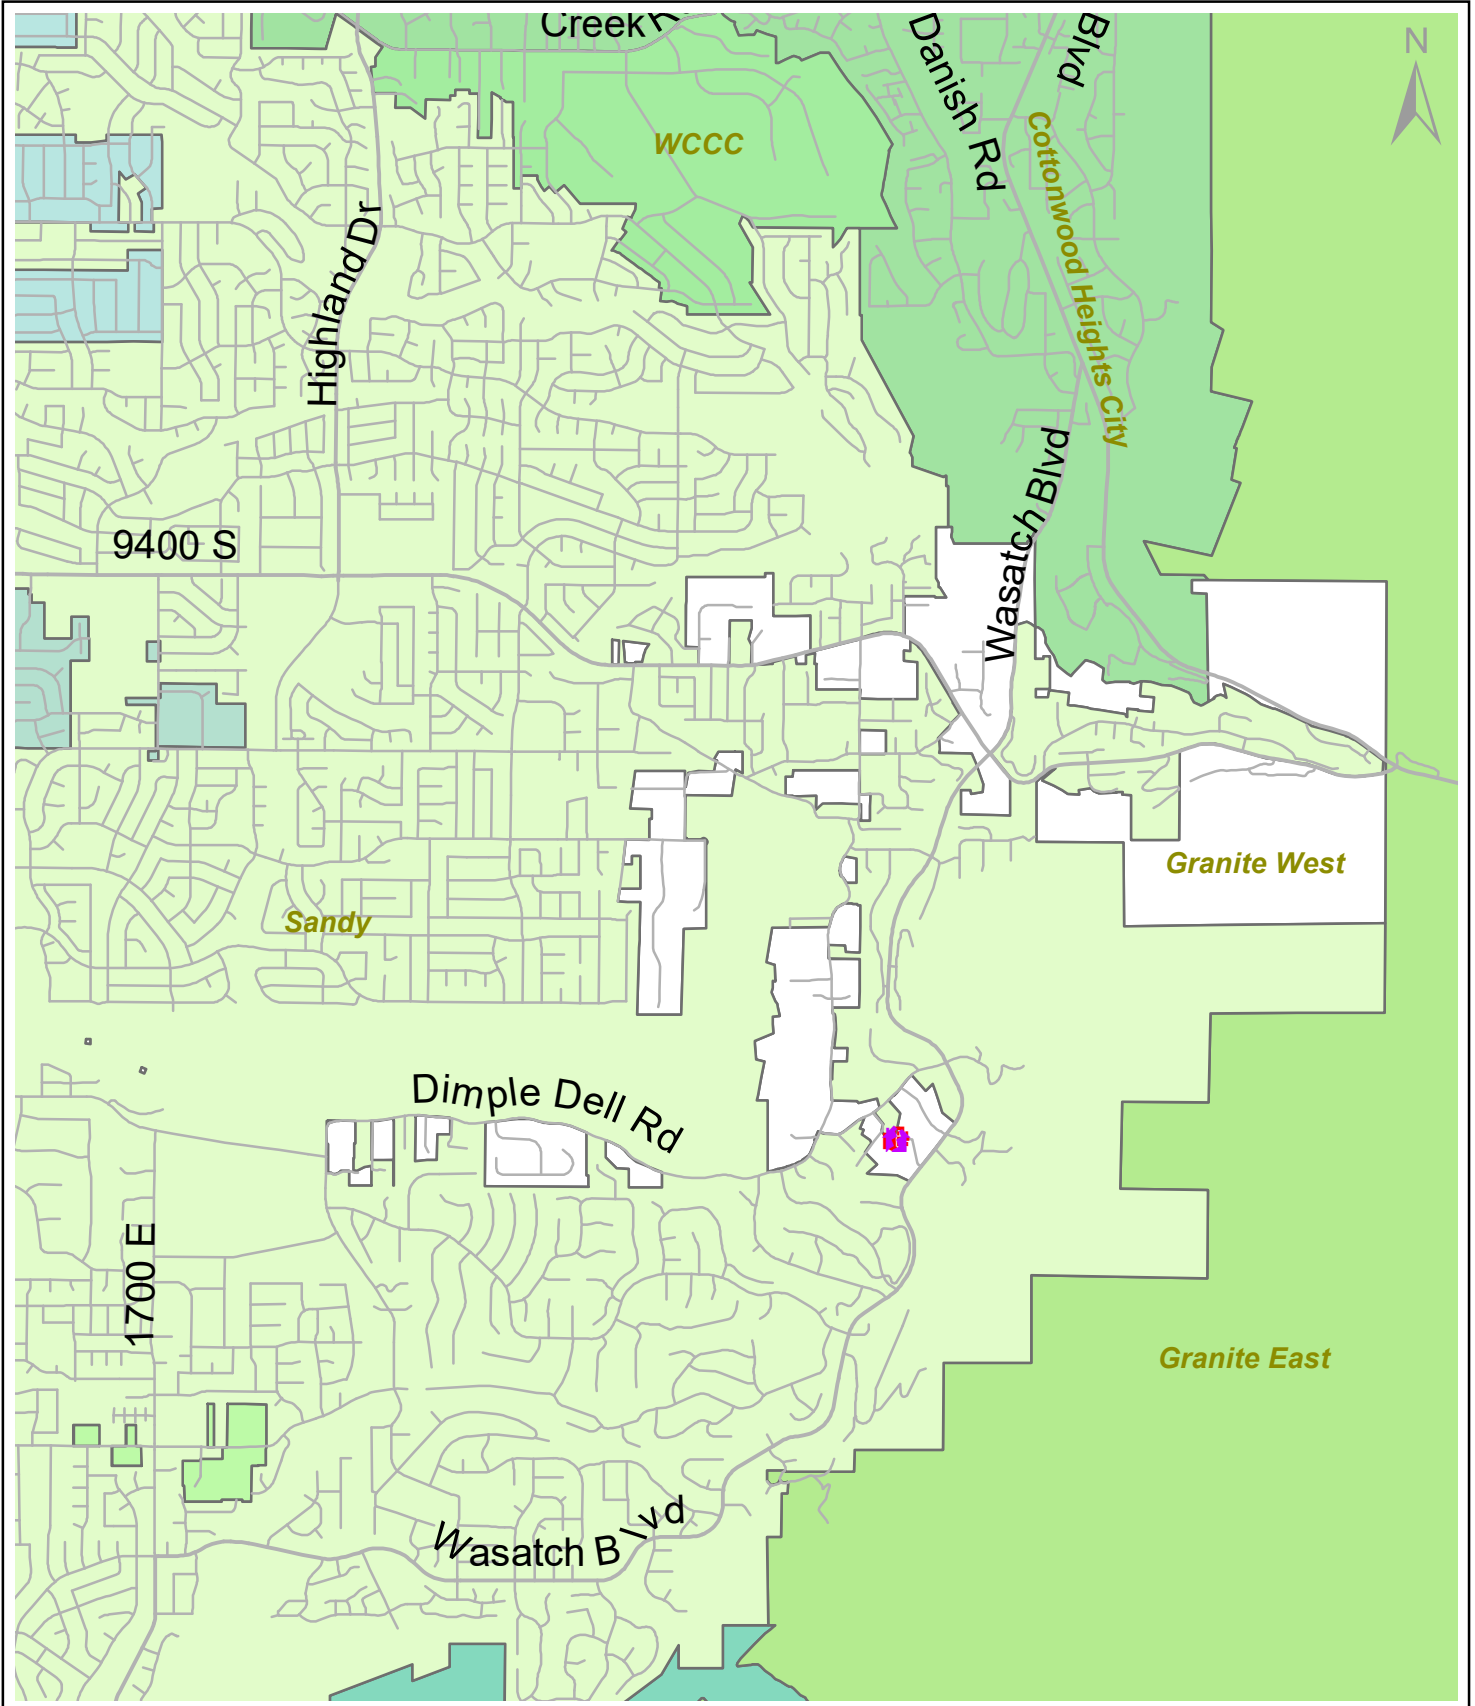 Creek R
Danish Rd
Blvd
N
WCCC
Cottonwood Heights City
Highland Dr
Wasatch Blvd
9400 S
Granite West
Sandy
Dimple Dell Rd
1700 E
Granite East
Wasatch Blvd